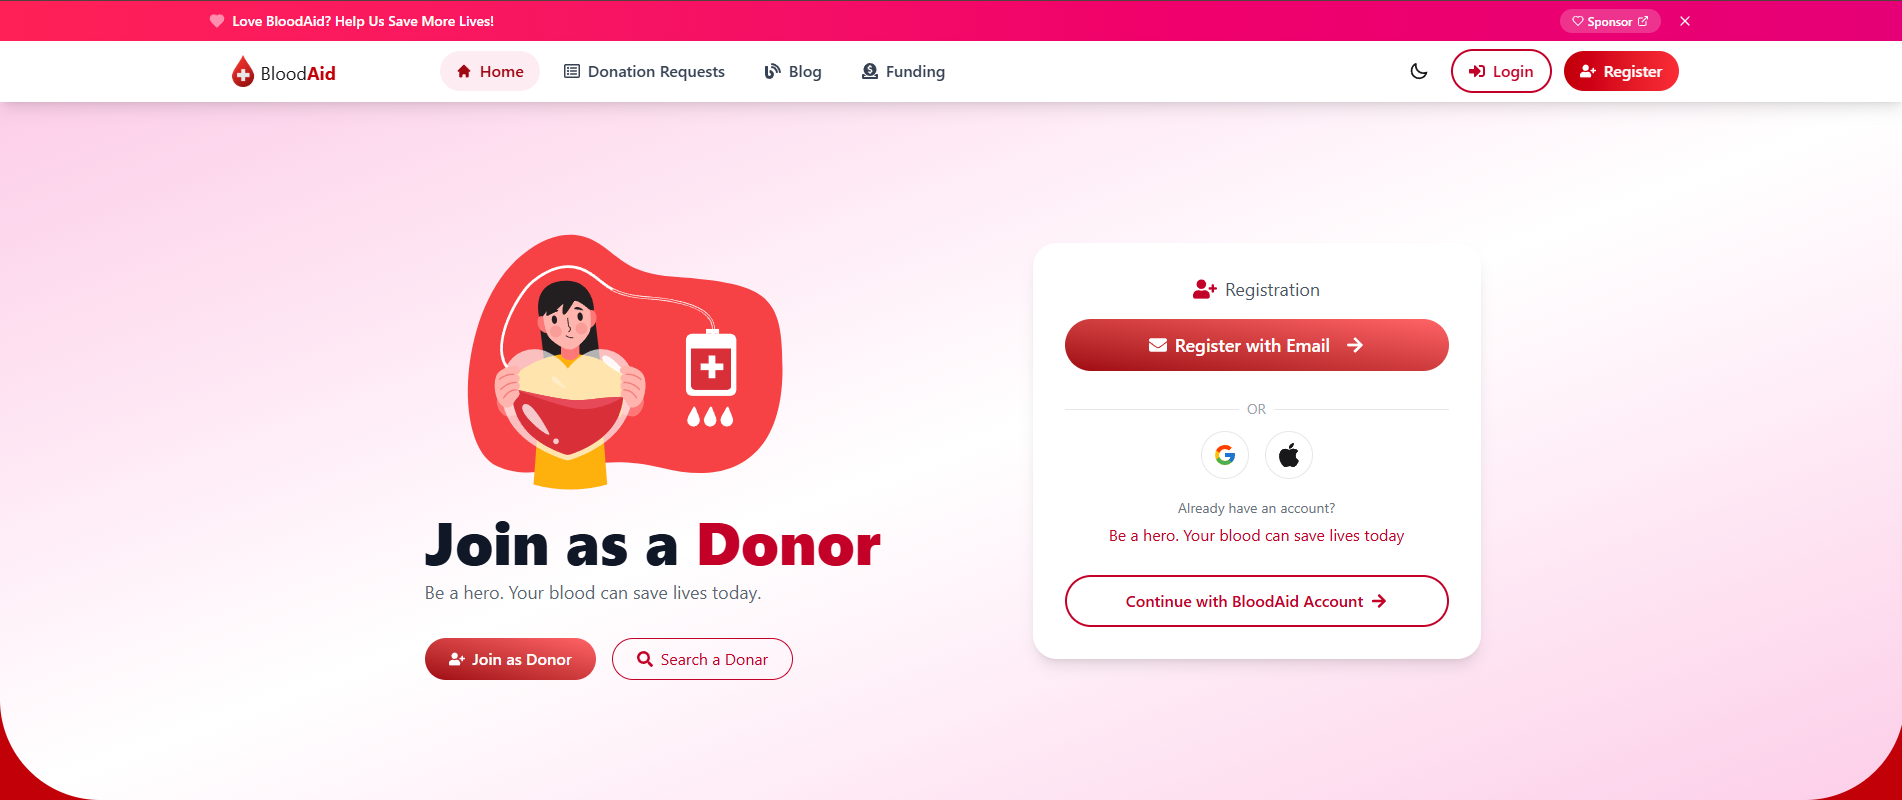 Love BloodAid? Help Us Save More Lives!
Sponsor
BloodAid
Home
Donation Requests
Blog
Funding
Login
Register
Join as a Donor
Be a hero. Your blood can save lives today.
Join as Donor
Search a Donar
Registration
Register with Email
OR
Already have an account?
Be a hero. Your blood can save lives today
Continue with BloodAid Account